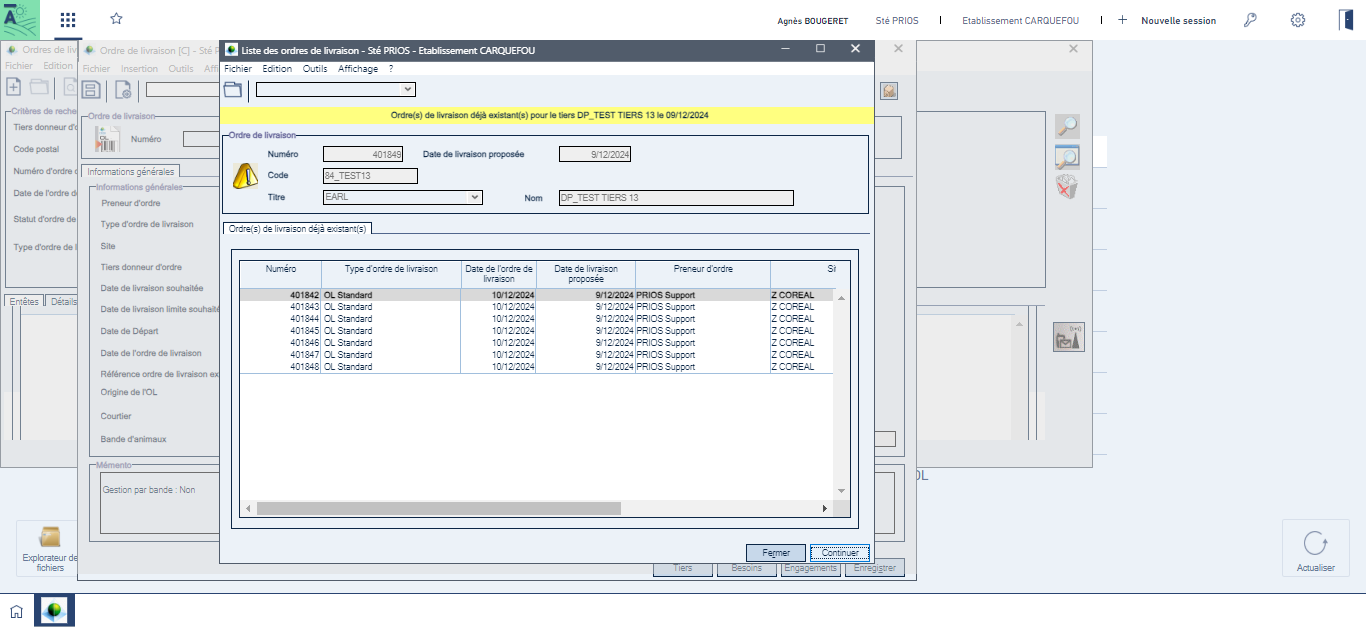 Agnès BOUGERET Sté PRIOS | Etablissement CARQUEFOU | + Nouvelle session
Ordres de liv
Fichier Edition
Critères de reche
Tiers donneur d'o
Code postal
Numéro d'ordre d
Date de l'ordre de
Statut d'ordre de
Type d'ordre de l
Entêtes Détails
Ordre de livraison [C] - Sté P
Fichier Insertion Outils Affi
Ordre de livraison
Numéro
Informations générales
Informations générales
Preneur d'ordre
Type d'ordre de livraison
Site
Tiers donneur d'ordre
Date de livraison souhaitée
Date de livraison limite souhaité
Date de Départ
Date de l'ordre de livraison
Référence ordre de livraison ex
Origine de l'OL
Courtier
Bande d'animaux
Mémento
Gestion par bande : Non
Liste des ordres de livraison - Sté PRIOS - Etablissement CARQUEFOU
Fichier Edition Outils Affichage ?
Ordre(s) de livraison déjà existant(s) pour le tiers DP_TEST TIERS 13 le 09/12/2024
Ordre de livraison
Numéro 401849 Date de livraison proposée 9/12/2024
Code 84_TEST13
Titre EARL Nom DP_TEST TIERS 13
Ordre(s) de livraison déjà existant(s)
Numéro Type d'ordre de livraison Date de l'ordre de livraison Date de livraison proposée Preneur d'ordre Sit
401842 OL Standard 10/12/2024 9/12/2024 PRIOS Support Z COREAL
401843 OL Standard 10/12/2024 9/12/2024 PRIOS Support Z COREAL
401844 OL Standard 10/12/2024 9/12/2024 PRIOS Support Z COREAL
401845 OL Standard 10/12/2024 9/12/2024 PRIOS Support Z COREAL
401846 OL Standard 10/12/2024 9/12/2024 PRIOS Support Z COREAL
401847 OL Standard 10/12/2024 9/12/2024 PRIOS Support Z COREAL
401848 OL Standard 10/12/2024 9/12/2024 PRIOS Support Z COREAL
Fermer Continuer
Tiers Besoins Engagements Enregistrer
OL
Explorateur de
fichiers
Actualiser